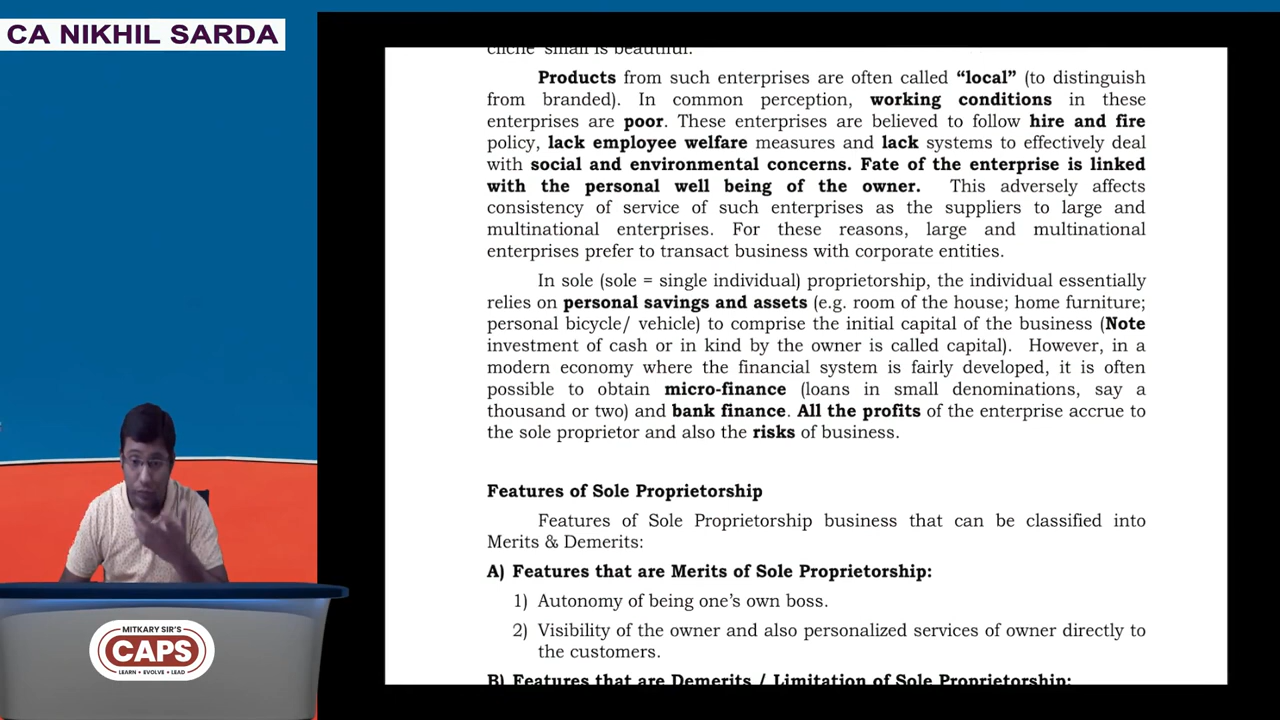 CA NIKHIL SARDA
cliché 'small is beautiful.
Products from such enterprises are often called “local” (to distinguish
from branded). In common perception, working conditions in these
enterprises are poor. These enterprises are believed to follow hire and fire
policy, lack employee welfare measures and lack systems to effectively deal
with social and environmental concerns. Fate of the enterprise is linked
with the personal well being of the owner. This adversely affects
consistency of service of such enterprises as the suppliers to large and
multinational enterprises. For these reasons, large and multinational
enterprises prefer to transact business with corporate entities.
In sole (sole = single individual) proprietorship, the individual essentially
relies on personal savings and assets (e.g. room of the house; home furniture;
personal bicycle/ vehicle) to comprise the initial capital of the business (Note
investment of cash or in kind by the owner is called capital). However, in a
modern economy where the financial system is fairly developed, it is often
possible to obtain micro-finance (loans in small denominations, say a
thousand or two) and bank finance. All the profits of the enterprise accrue to
the sole proprietor and also the risks of business.
Features of Sole Proprietorship
Features of Sole Proprietorship business that can be classified into
Merits & Demerits:
A) Features that are Merits of Sole Proprietorship:
1) Autonomy of being one’s own boss.
2) Visibility of the owner and also personalized services of owner directly to
the customers.
B) Features that are Demerits / Limitation of Sole Proprietorship:
MITKARY SIR'S
CAPS
LEARN • EVOLVE • LEAD